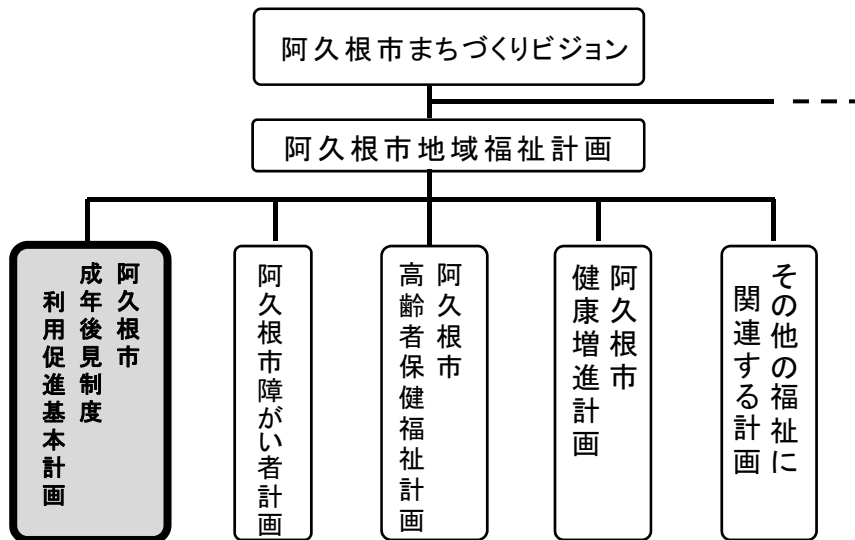 阿久根市まちづくりビジョン
阿久根市地域福祉計画
阿久根市
成年後見制度
利用促進基本計画
阿久根市障がい者計画
阿久根市
高齢者保健福祉計画
阿久根市
健康増進計画
その他の福祉に
関連する計画